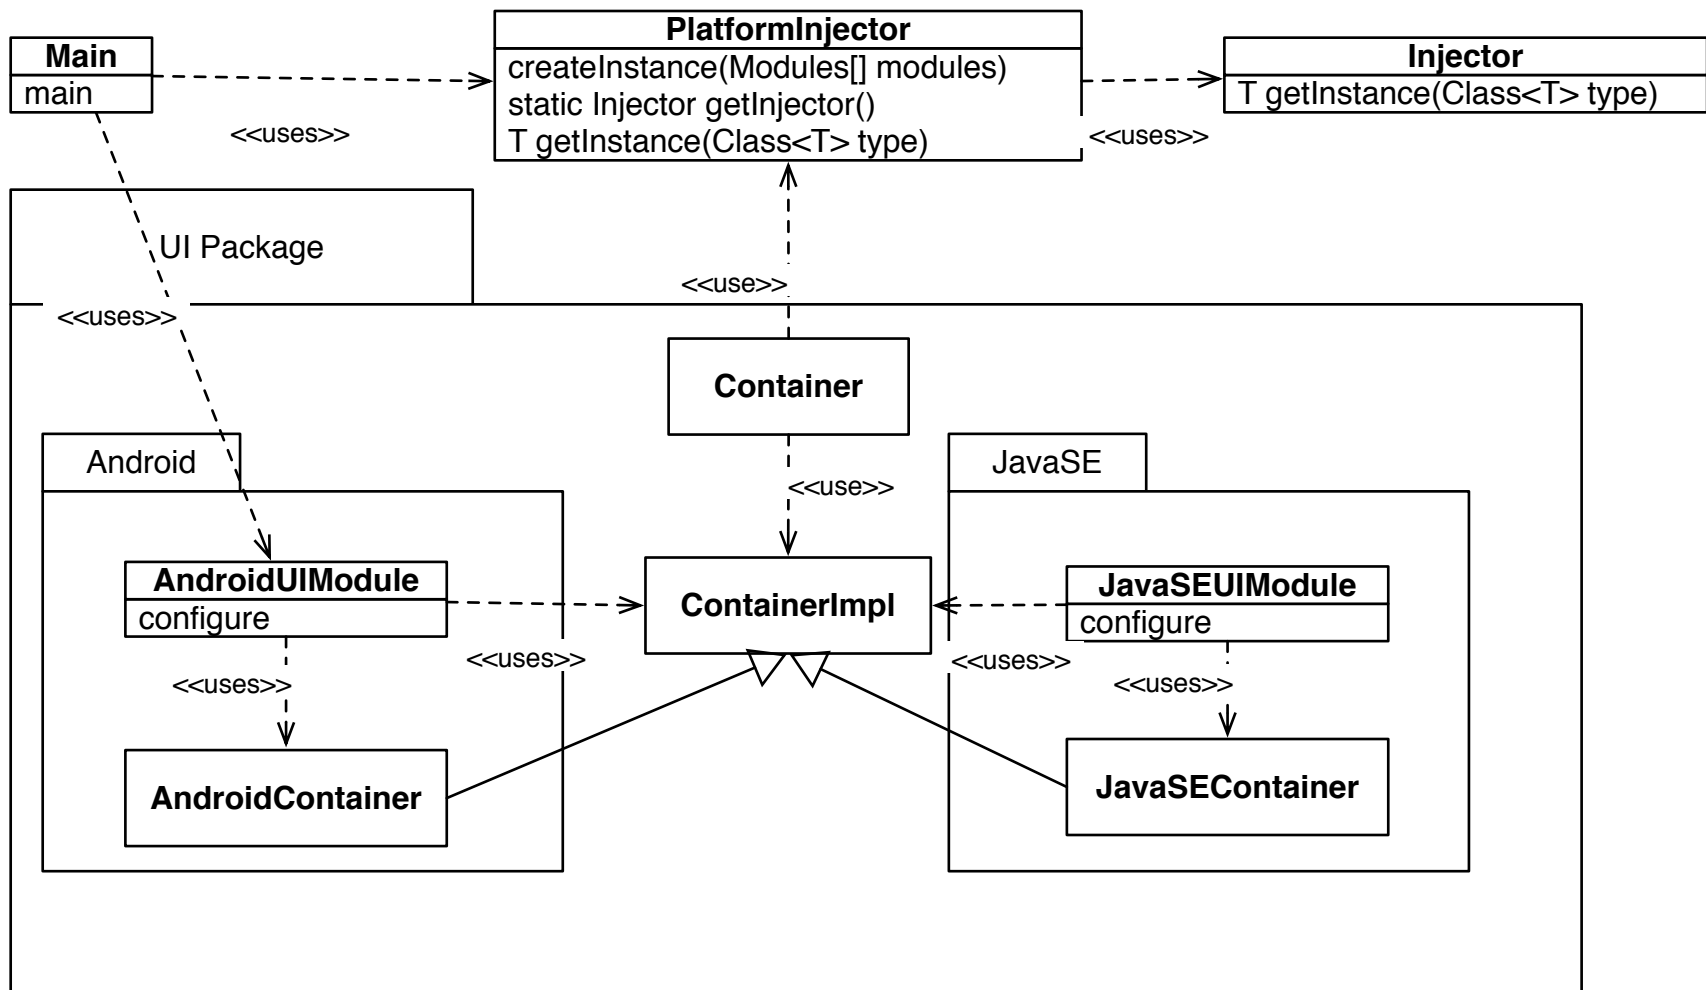 Main
main
<<uses>>
PlatformInjector
createInstance(Modules[] modules)
static Injector getInjector()
T getInstance(Class<T> type)
<<uses>>
Injector
T getInstance(Class<T> type)
UI Package
<<uses>>
<<use>>
Container
<<use>>
Android
AndroidUIModule
configure
<<uses>>
<<uses>>
AndroidContainer
ContainerImpl
JavaSE
JavaSEUIModule
configure
<<uses>>
<<uses>>
JavaSEContainer